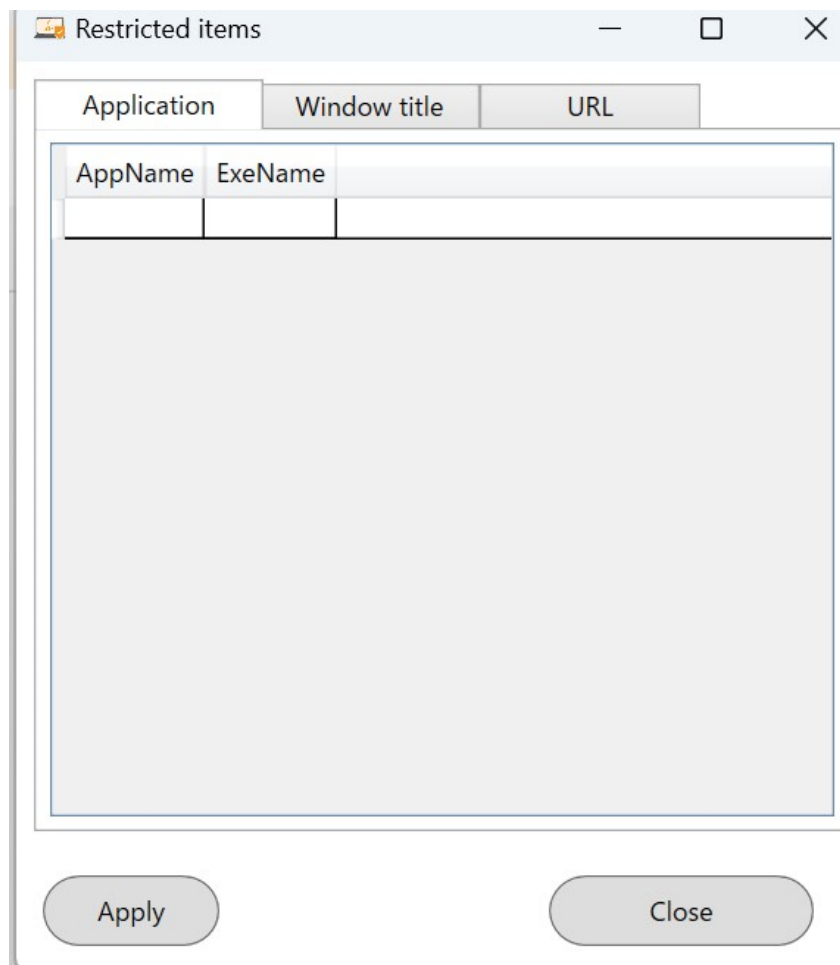 Restricted items
Application Window title URL
AppName ExeName
Apply Close